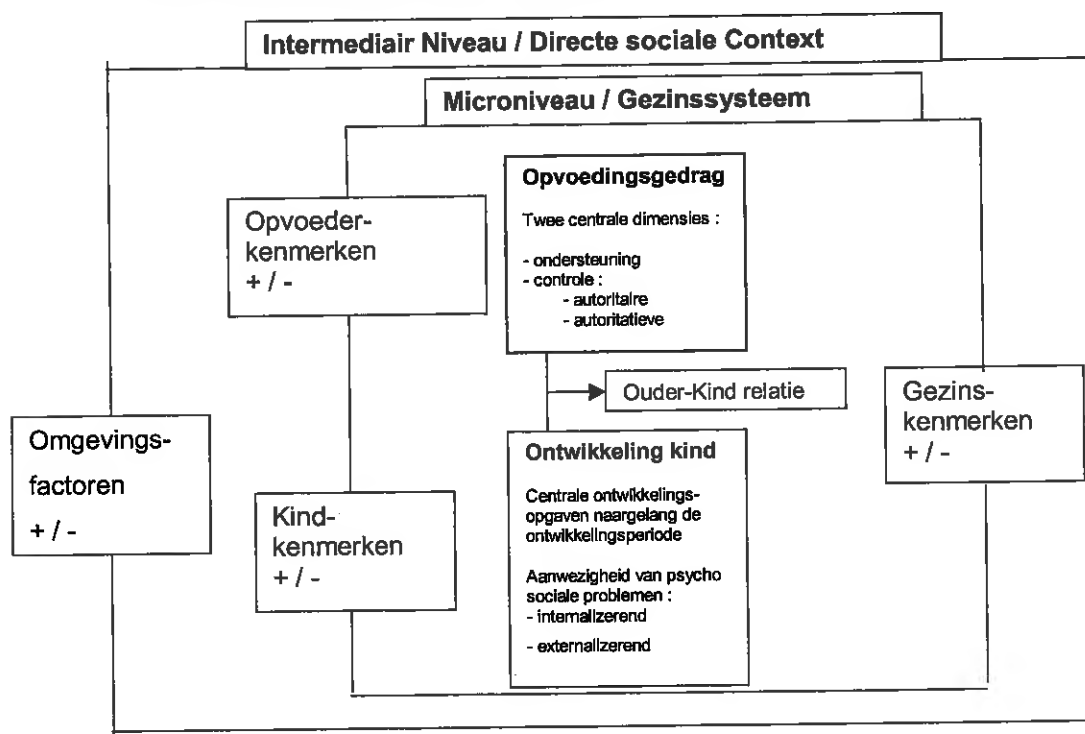 Intermediair Niveau / Directe sociale Context
Microniveau / Gezinssysteem
Opvoedingsgedrag
Twee centrale dimensies :
- ondersteuning
- controle :
- autoritaire
- autoritatieve
Opvoeder-
kenmerken
+ / -
Ouder-Kind relatie
Gezins-
kenmerken
+ / -
Omgevings-
factoren
+ / -
Kind-
kenmerken
+ / -
Ontwikkeling kind
Centrale ontwikkelings-
opgaven naargelang de
ontwikkelingsperiode
Aanwezigheid van psycho
sociale problemen :
- internalizerend
- externalizerend